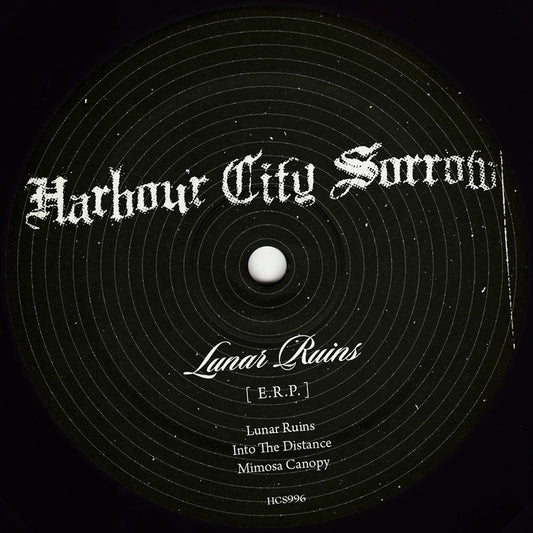 Harbour City Sorrow
Lunar Ruins
[ E.R.P. ]
Lunar Ruins
Into The Distance
Mimosa Canopy
HCS996